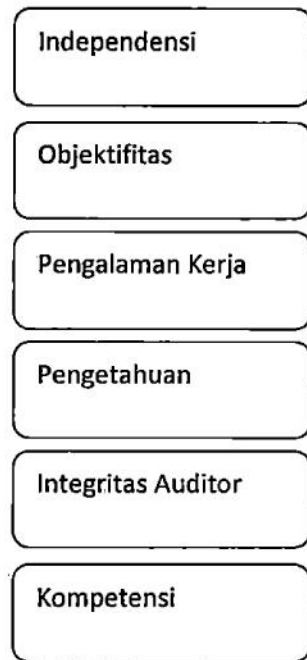 Independensi
Objektifitas
Pengalaman Kerja
Pengetahuan
Integritas Auditor
Kompetensi